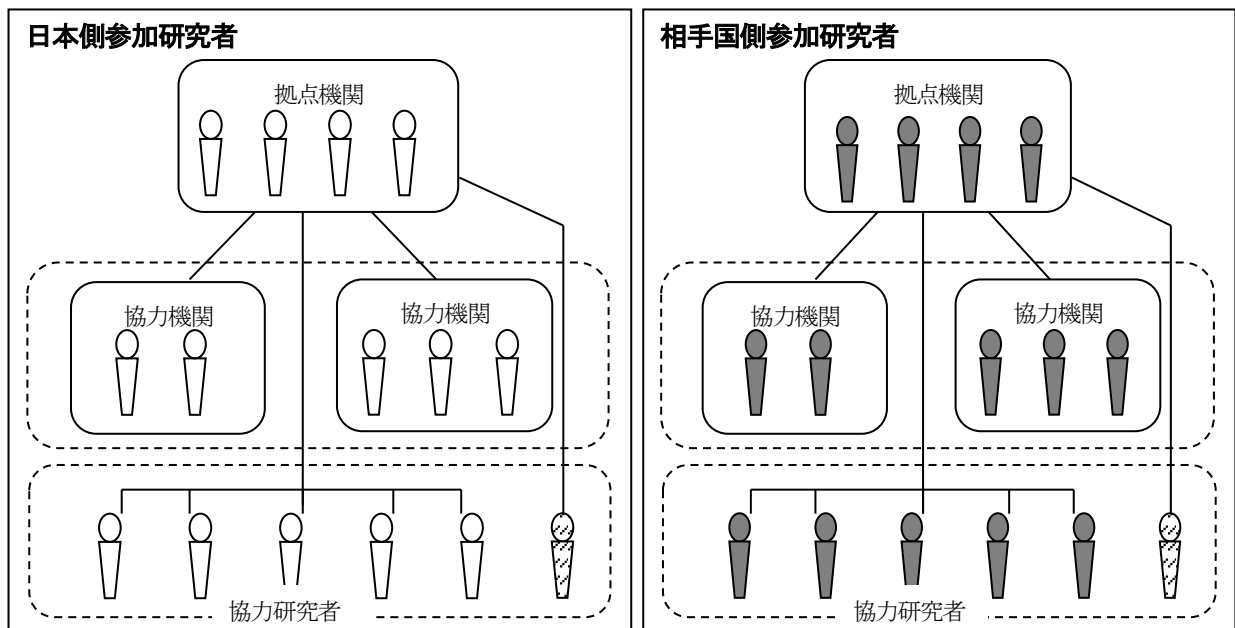 日本側参加研究者
拠点機関
協力機関
協力機関
協力研究者
相手国側参加研究者
拠点機関
協力機関
協力機関
協力研究者